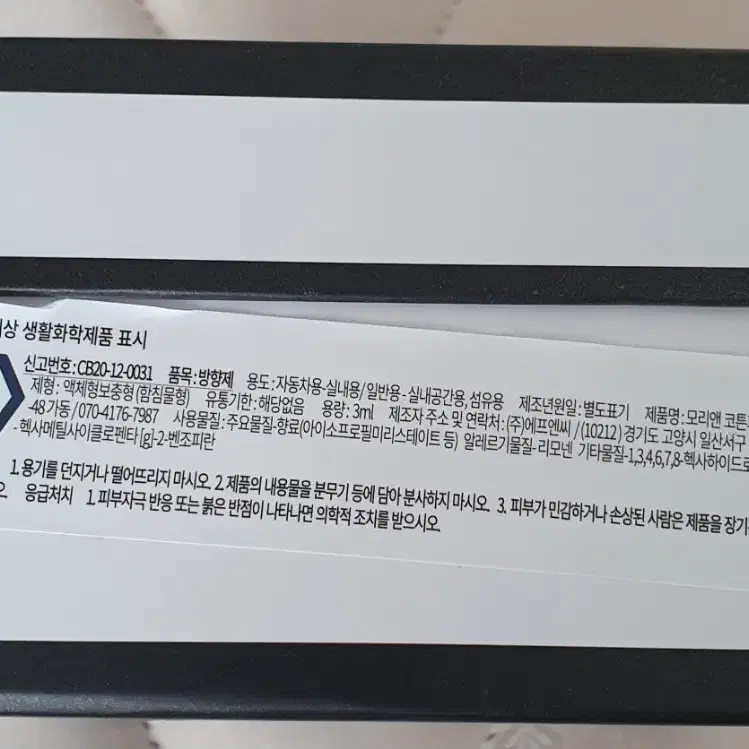 상 생활화학제품 표시
신고번호 : CB20-12-0031 품목 : 방향제 용도 : 자동차용-실내용/ 일반용 - 실내공간용, 섬유용 제조년원일 : 별도표기 제품명 : 모리앤 코튼
제형 : 액체형보충형 (함침물형) 유통기한 : 해당없음 용량 : 3ml 제조자 주소 및 연락처 : (주)에프엔씨 / (10212) 경기도 고양시 일산서구
-48 가동 / 070-4176-7987 사용물질 : 주요물질-향료(아이소프로필미리스테이트 등) 알레르기물질-리모넨 기타물질-1,3,4,6,7,8-헥사하이드로
- 헥사메틸사이클로펜타 [g]-2-벤조피란
1. 용기를 던지거나 떨어뜨리지 마시오. 2. 제품의 내용물을 분무기 등에 담아 분사하지 마시오. 3. 피부가 민감하거나 손상된 사람은 제품을 장기
오. 응급처치 1. 피부자극 반응 또는 붉은 반점이 나타나면 의학적 조치를 받으시오.